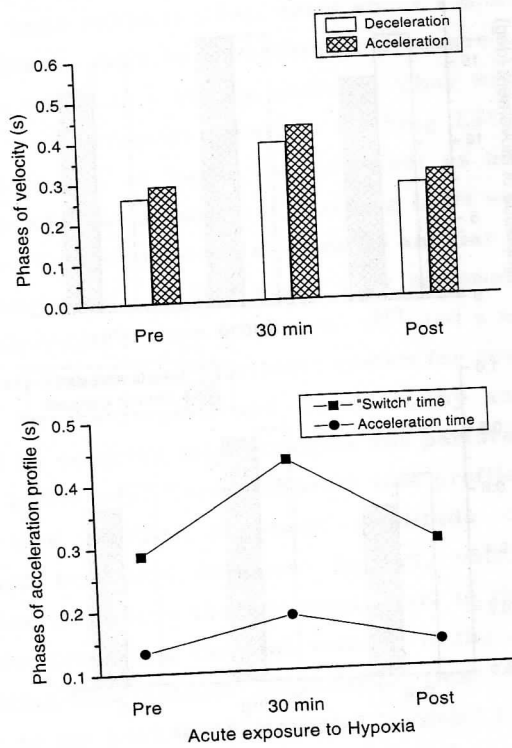 Deceleration
Acceleration
Phases of velocity (s)
0.6
0.5
0.4
0.3
0.2
0.1
0.0
Pre
30 min
Post
"Switch" time
Acceleration time
Phases of acceleration profile (s)
0.5
0.4
0.3
0.2
0.1
Pre
30 min
Post
Acute exposure to Hypoxia